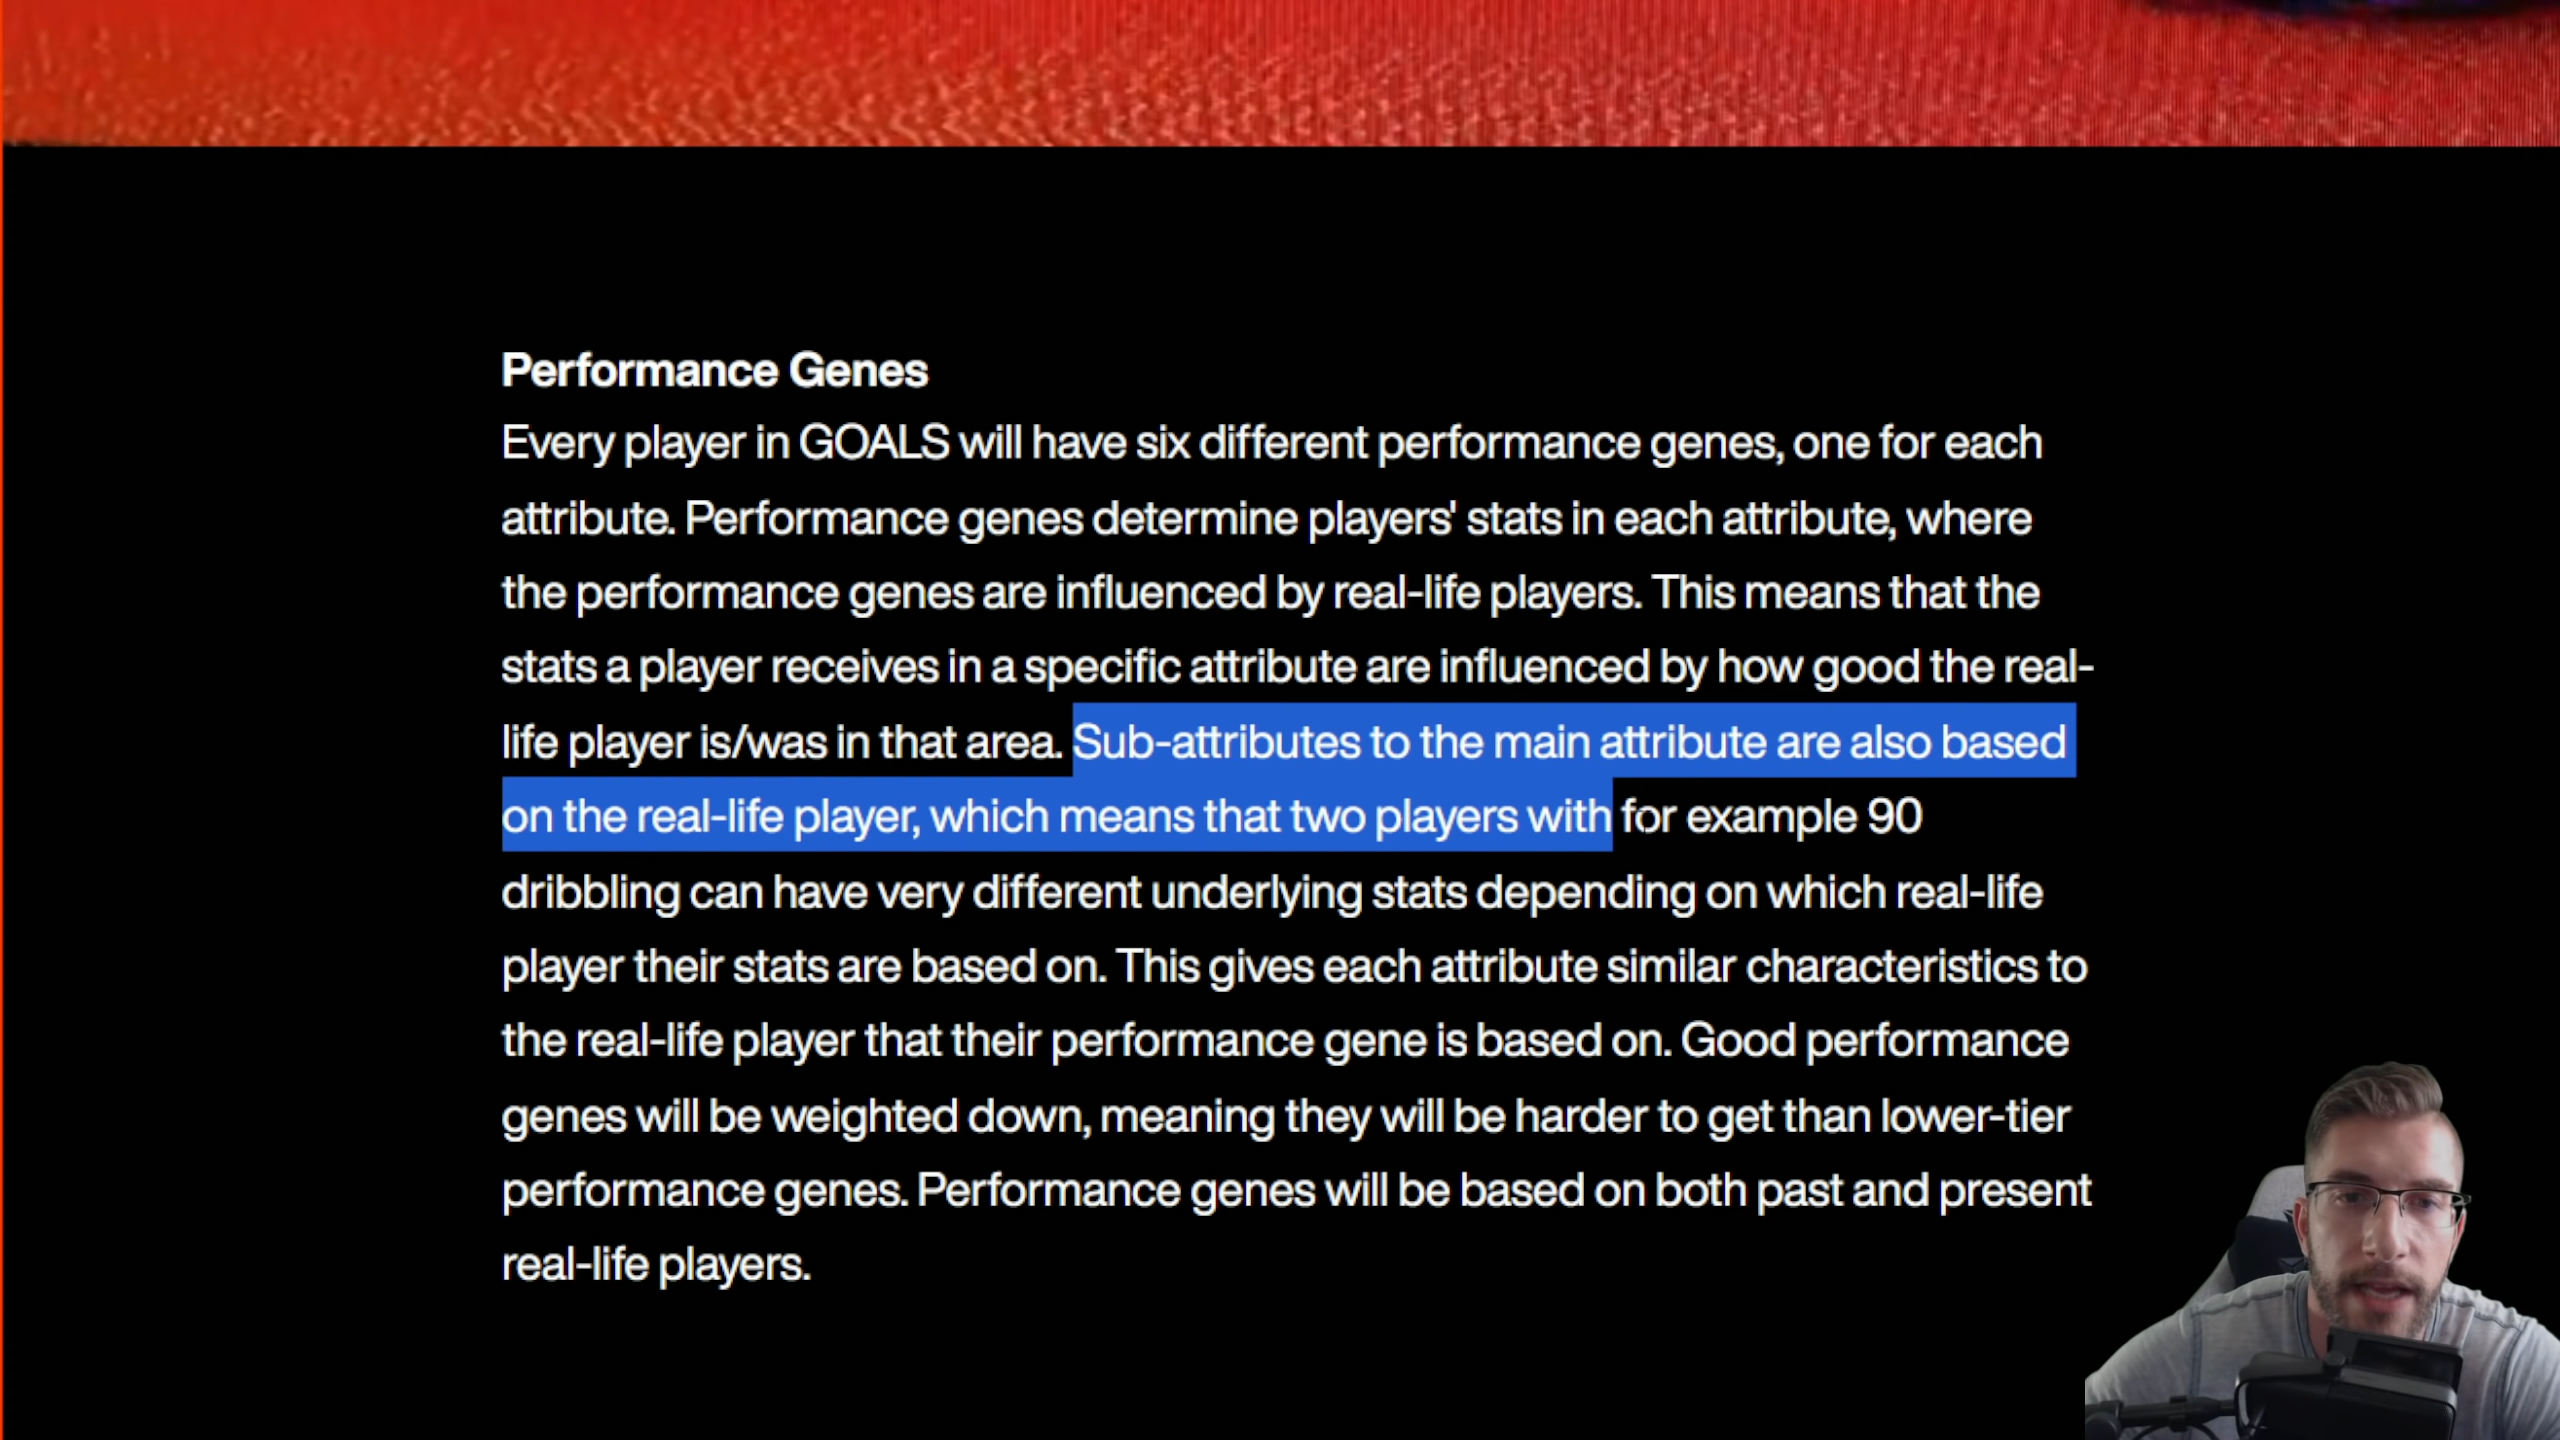 Performance Genes
Every player in GOALS will have six different performance genes, one for each
attribute. Performance genes determine players' stats in each attribute, where
the performance genes are influenced by real-life players. This means that the
stats a player receives in a specific attribute are influenced by how good the real-
life player is/was in that area. Sub-attributes to the main attribute are also based
on the real-life player, which means that two players with for example 90
dribbling can have very different underlying stats depending on which real-life
player their stats are based on. This gives each attribute similar characteristics to
the real-life player that their performance gene is based on. Good performance
genes will be weighted down, meaning they will be harder to get than lower-tier
performance genes. Performance genes will be based on both past and present
real-life players.